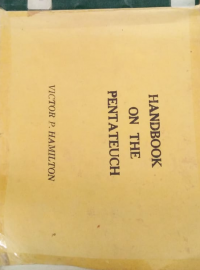 HANDBOOK
ON THE
PENTATEUCH
VICTOR P. HAMILTON